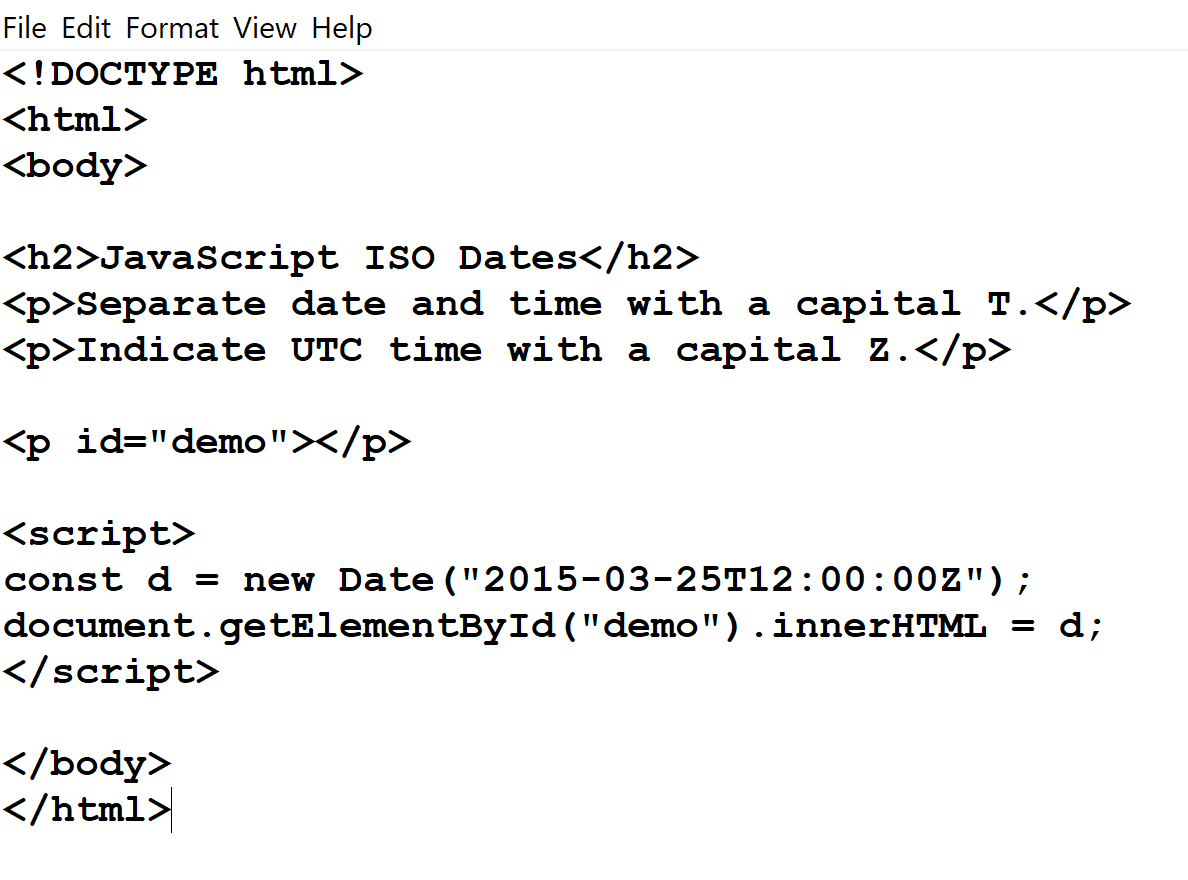 File Edit Format View Help
<!DOCTYPE html>
<html>
<body>
<h2>JavaScript ISO Dates</h2>
<p>Separate date and time with a capital T.</p>
<p>Indicate UTC time with a capital Z.</p>
<p id="demo"></p>
<script>
const d = new Date("2015-03-25T12:00:00Z");
document.getElementById("demo").innerHTML = d;
</script>
</body>
</html>